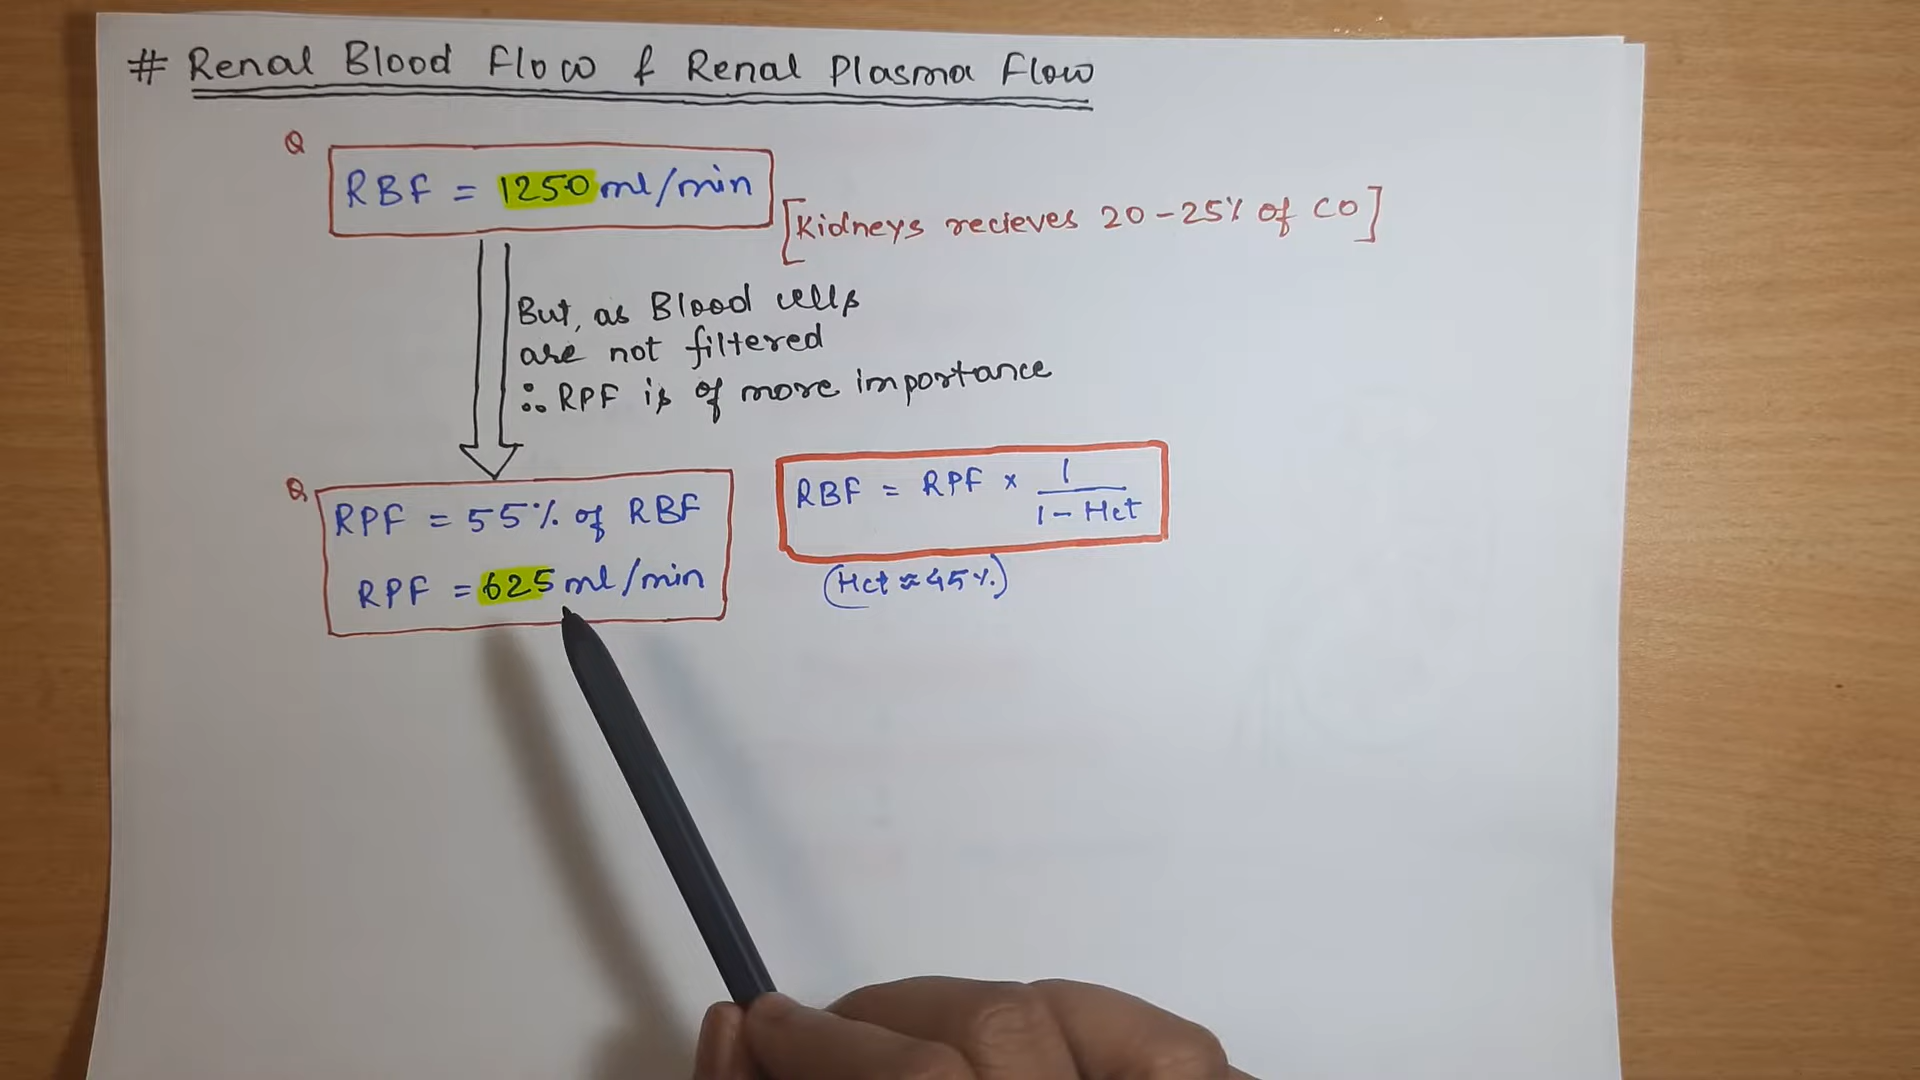 # Renal Blood Flow & Renal Plasma Flow
Q
RBF = 1250 ml/min
[Kidneys recieves 20-25% of CO]
But, as Blood cells
are not filtered
∴ RPF is of more importance
Q
RPF = 55% of RBF
RPF = 625 ml/min
RBF = RPF × 1/(1 - Hct)
(Hct ≈ 45%)